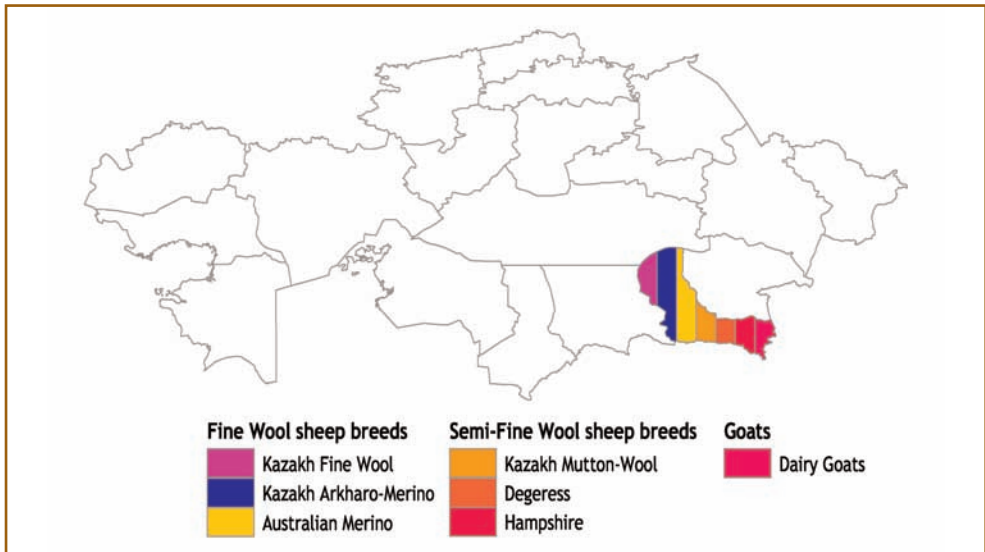 Fine Wool sheep breeds
Kazakh Fine Wool
Kazakh Arkharo-Merino
Australian Merino
Semi-Fine Wool sheep breeds
Kazakh Mutton-Wool
Degeress
Hampshire
Goats
Dairy Goats